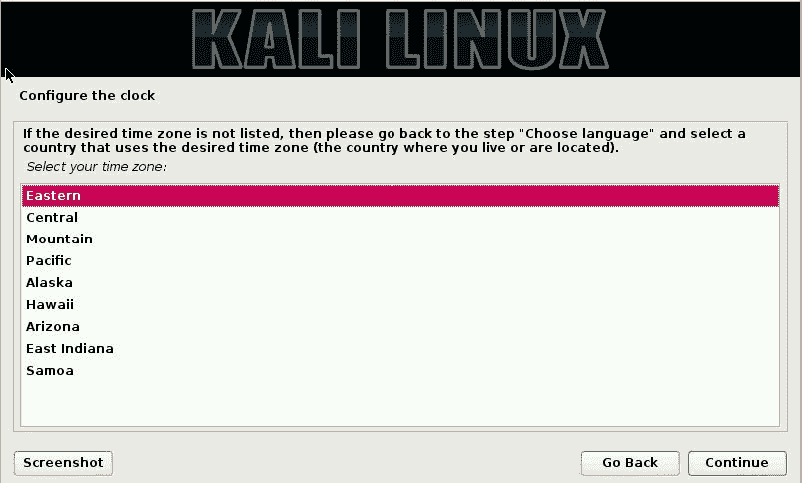 KALI LINUX
Configure the clock
If the desired time zone is not listed, then please go back to the step "Choose language" and select a
country that uses the desired time zone (the country where you live or are located).
Select your time zone:
Eastern
Central
Mountain
Pacific
Alaska
Hawaii
Arizona
East Indiana
Samoa
Screenshot
Go Back
Continue